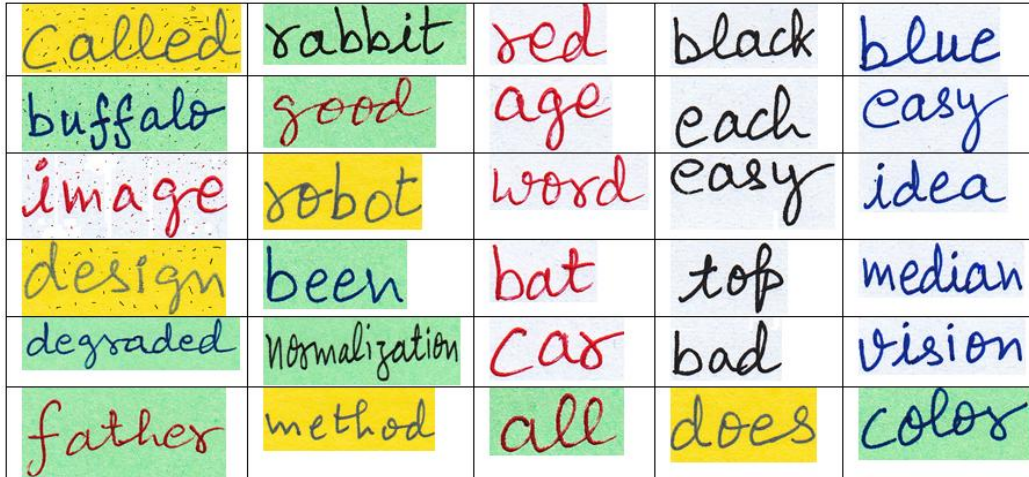 called rabbit red black blue
buffalo good age each easy
image robot word easy idea
design been bat top median
degraded normalization car bad vision
father method all does color